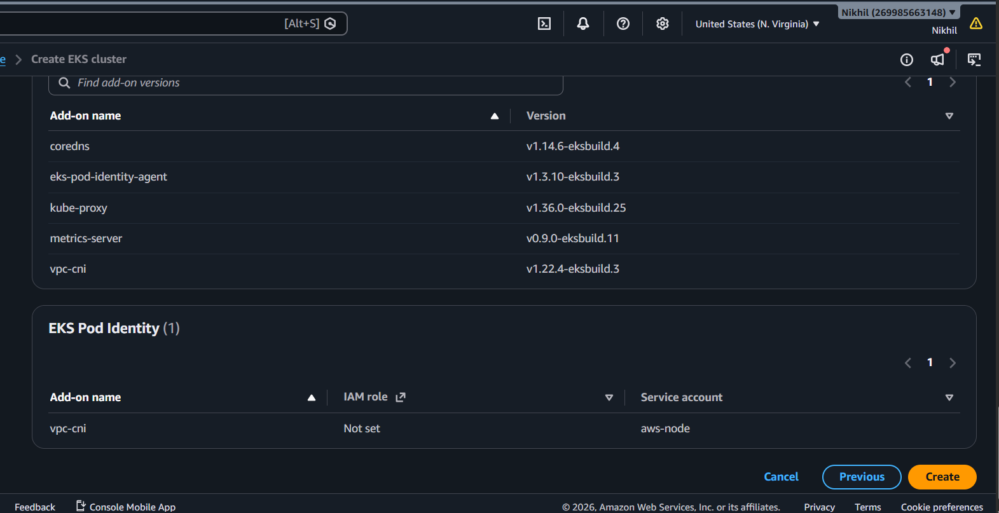 [Alt+S]
United States (N. Virginia)
Nikhil (269985663148)
Nikhil
e
Create EKS cluster
Find add-on versions
1
Add-on name
Version
coredns
v1.14.6-eksbuild.4
eks-pod-identity-agent
v1.3.10-eksbuild.3
kube-proxy
v1.36.0-eksbuild.25
metrics-server
v0.9.0-eksbuild.11
vpc-cni
v1.22.4-eksbuild.3
EKS Pod Identity (1)
1
Add-on name
IAM role
Service account
vpc-cni
Not set
aws-node
Cancel
Previous
Create
Feedback
Console Mobile App
© 2026, Amazon Web Services, Inc. or its affiliates.
Privacy
Terms
Cookie preferences